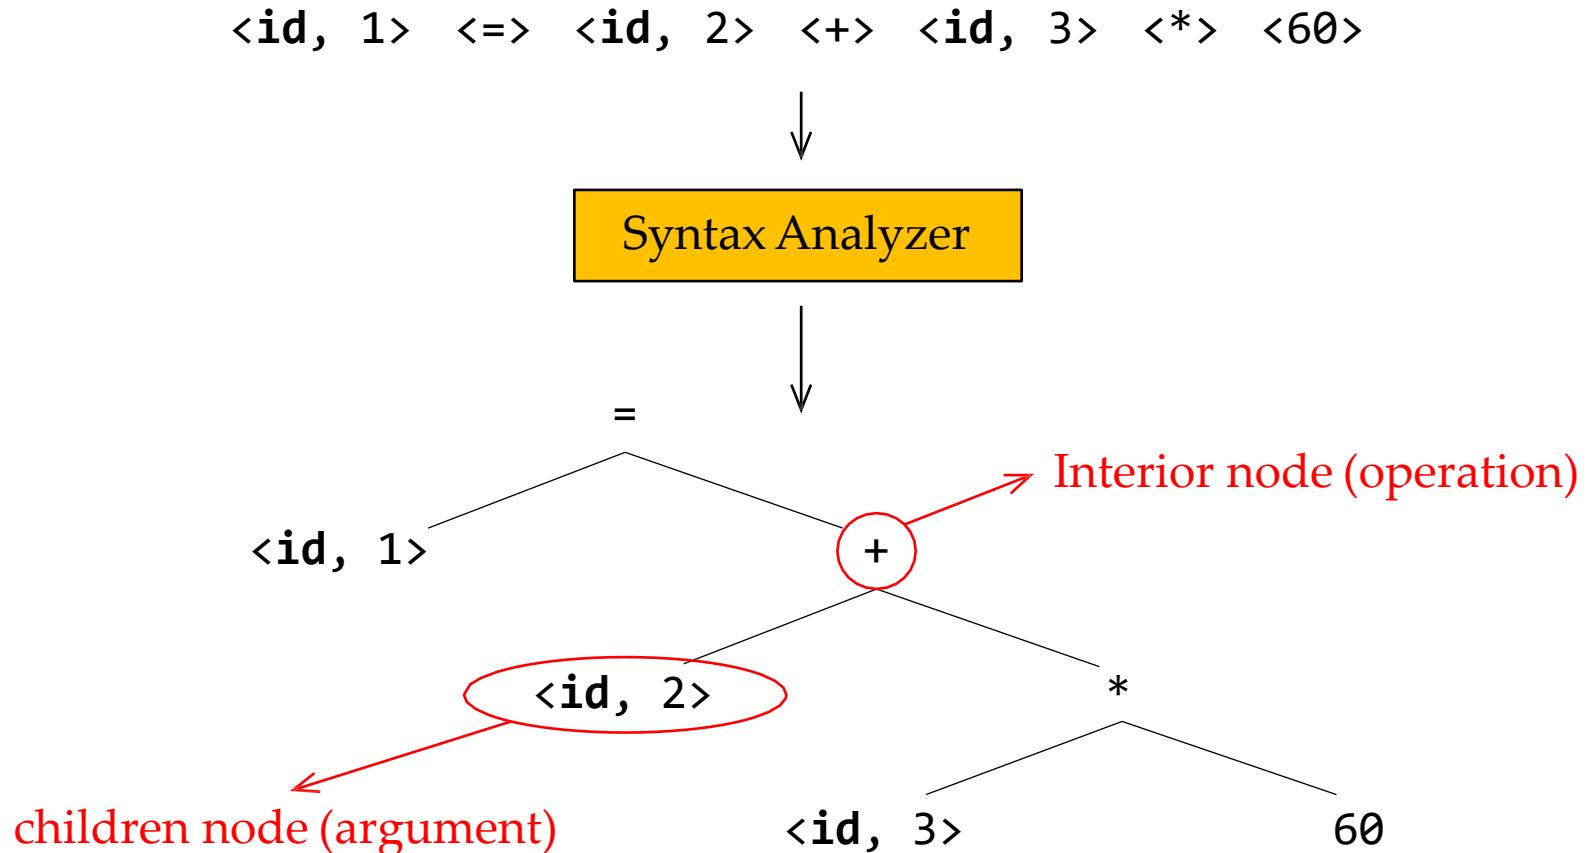 <id, 1> <=> <id, 2> <+> <id, 3> <*> <60>
Syntax Analyzer
=
Interior node (operation)
<id, 1>
+
<id, 2>
*
children node (argument)
<id, 3>
60